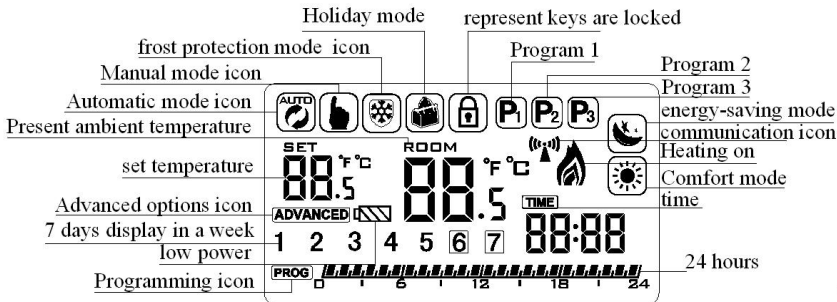 Holiday mode
represent keys are locked
frost protection mode icon
Program 1
Manual mode icon
Program 2
Automatic mode icon
Program 3
AUTO
P1 P2 P3
energy-saving mode
Present ambient temperature
communication icon
SET
ROOM
Heating on
set temperature
88.5 °F °C
88.5 °F °C
Comfort mode
time
Advanced options icon
ADVANCED
TIME
7 days display in a week
1 2 3 4 5 6 7
88:88
low power
24 hours
Programming icon
PROG
0 6 12 18 24